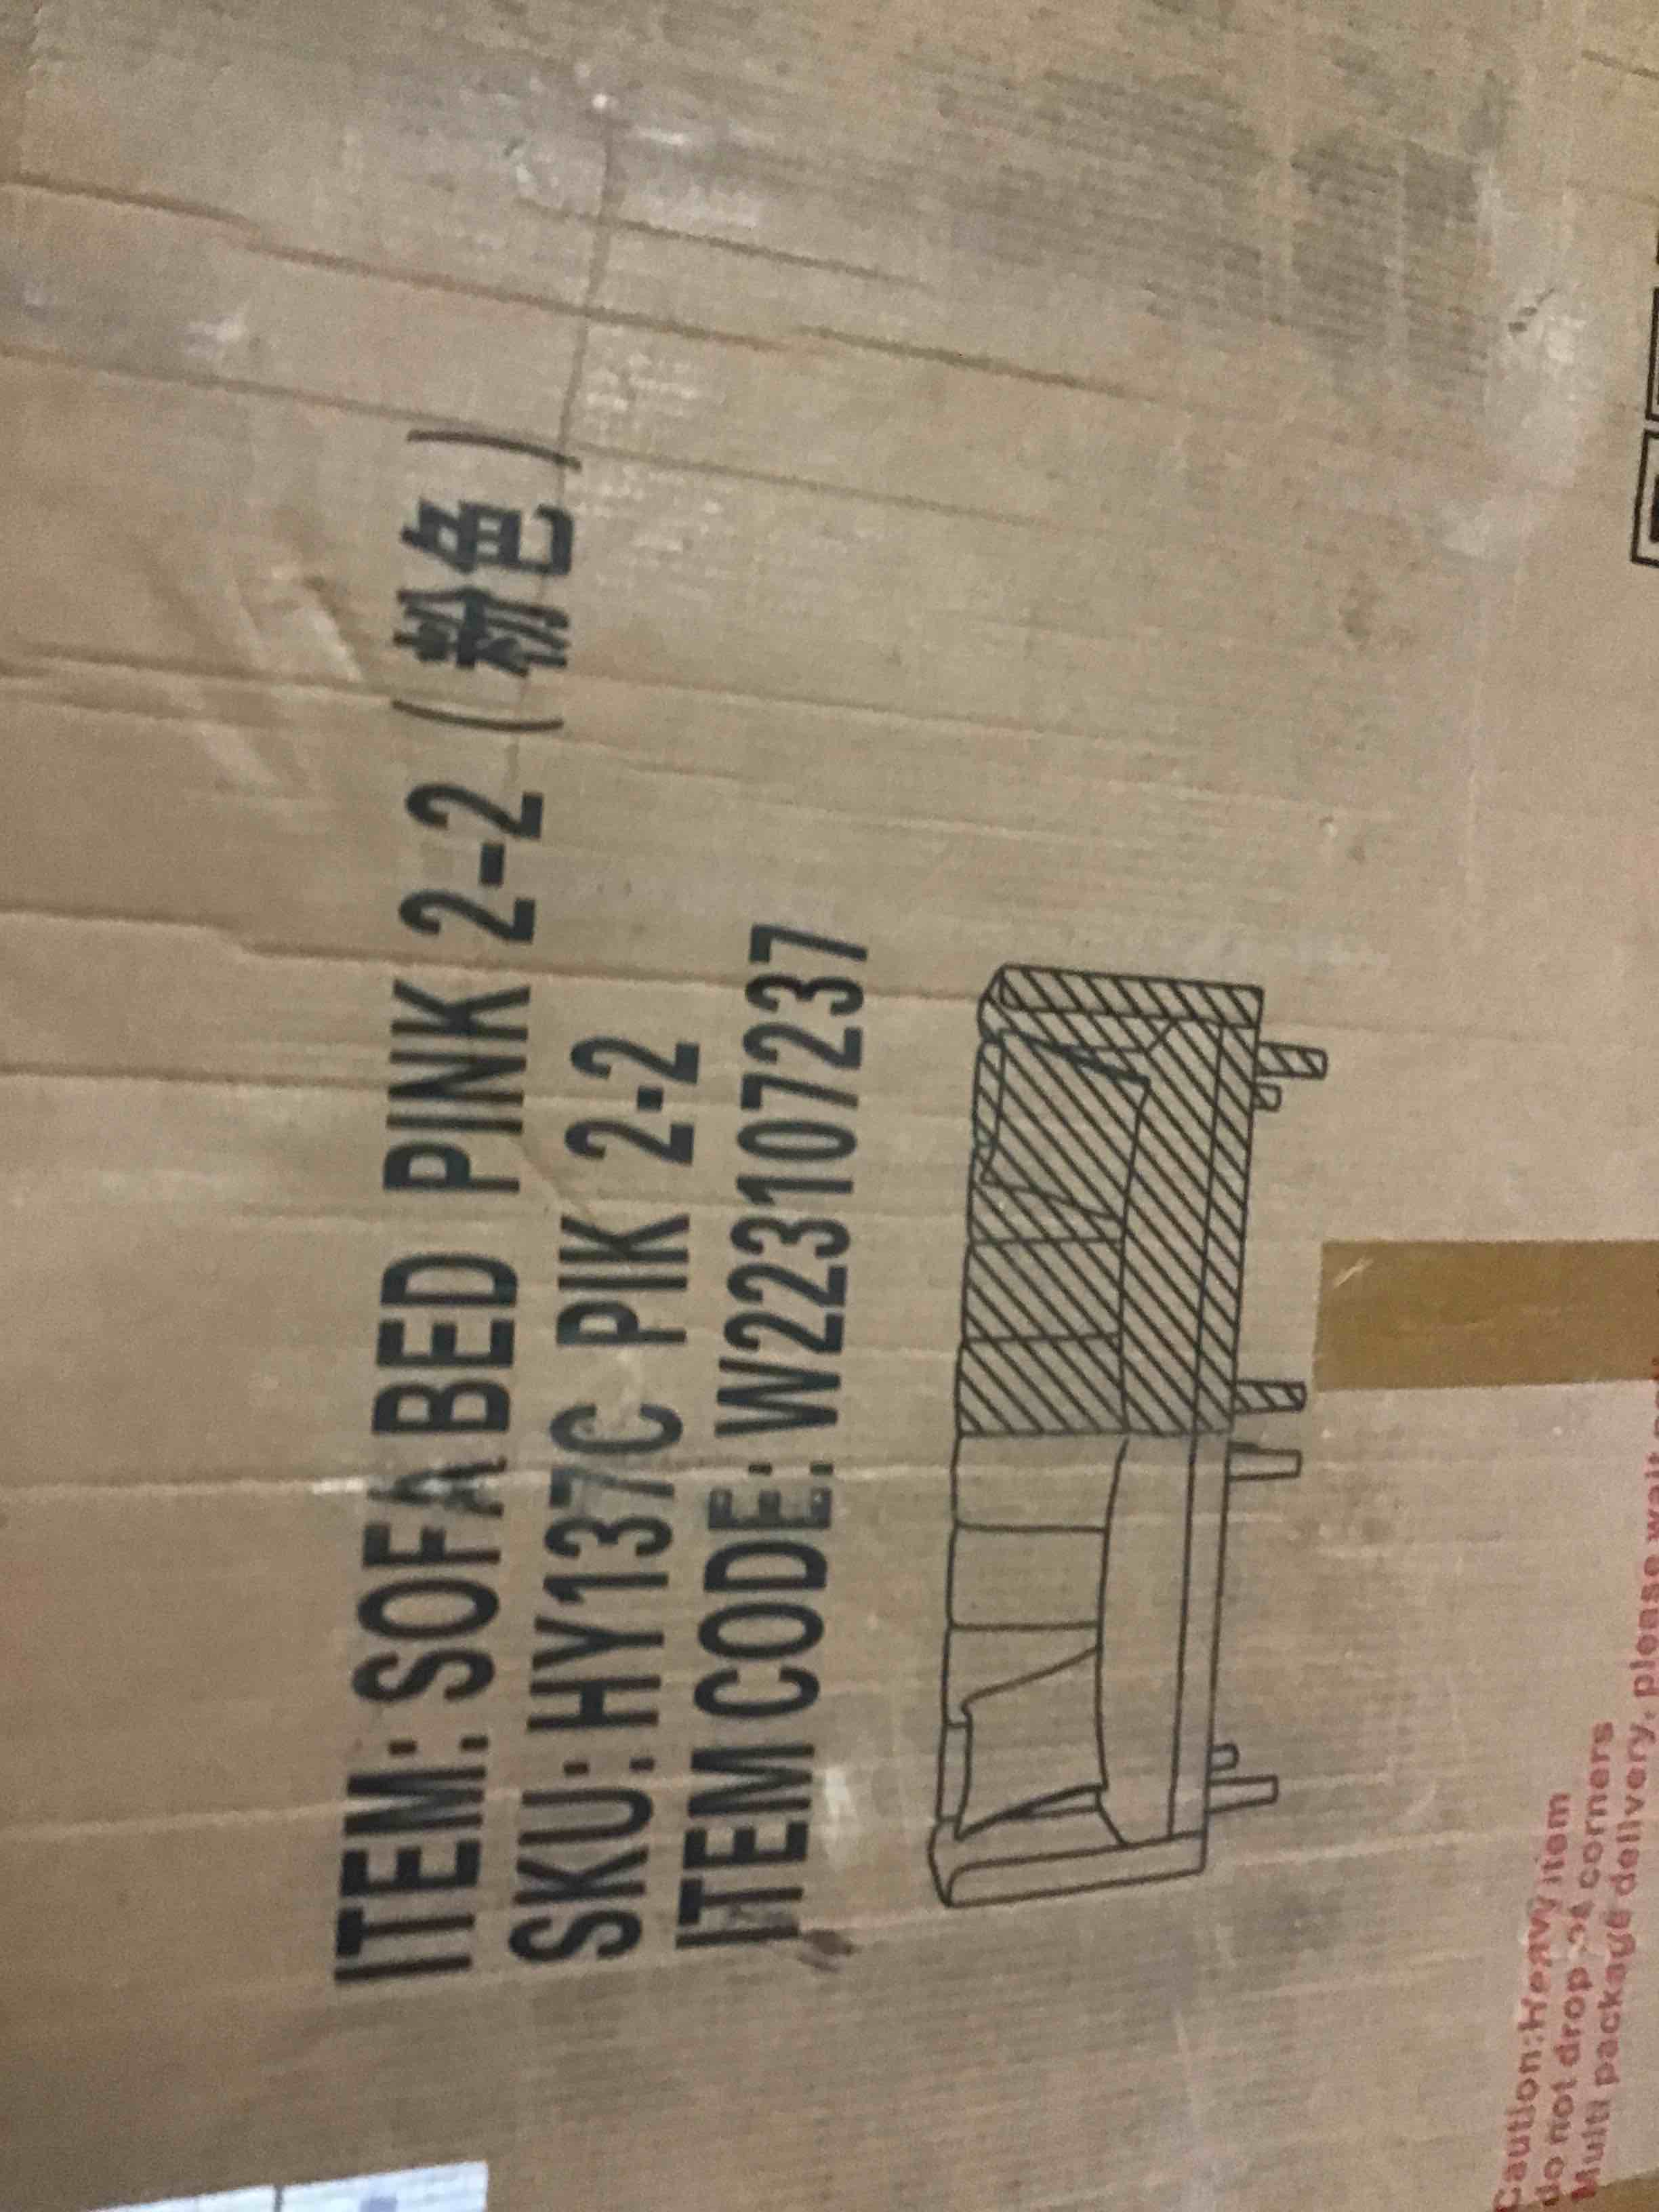 ITEM: SOFA BED PINK 2-2 (粉色)
SKU: HY137C PIK 2-2
ITEM CODE: W223107237
Caution:Heavy item
do not drop corners
Multi package delivery, please wait